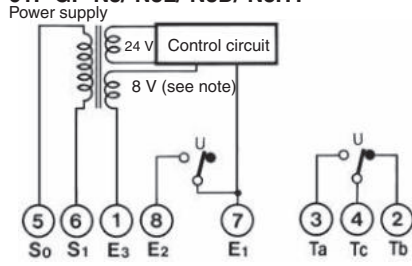 Power supply
24 V
Control circuit
8 V (see note)
U
U
5 6 1 8 7 3 4 2
S0 S1 E3 E2 E1 Ta Tc Tb